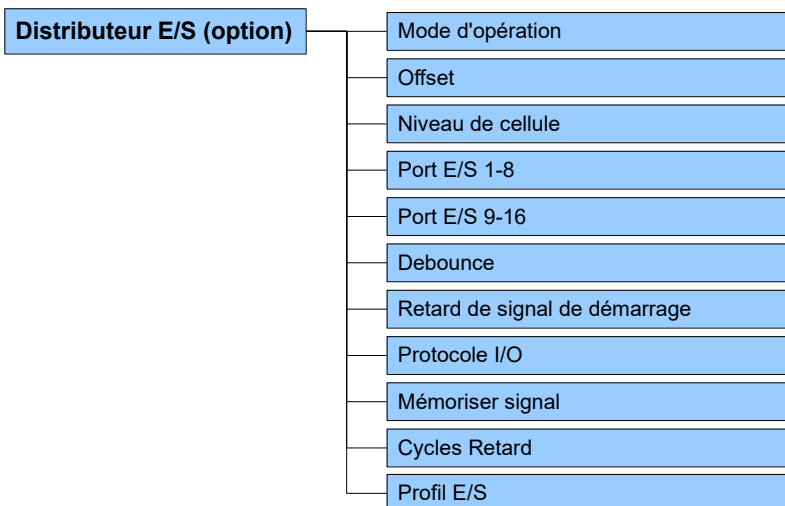 Distributeur E/S (option)
Mode d'opération
Offset
Niveau de cellule
Port E/S 1-8
Port E/S 9-16
Debounce
Retard de signal de démarrage
Protocole I/O
Mémoriser signal
Cycles Retard
Profil E/S